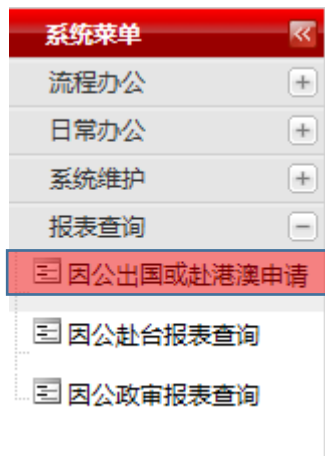 系统菜单
流程办公
日常办公
系统维护
报表查询
因公出国或赴港澳申请
因公赴台报表查询
因公政审报表查询